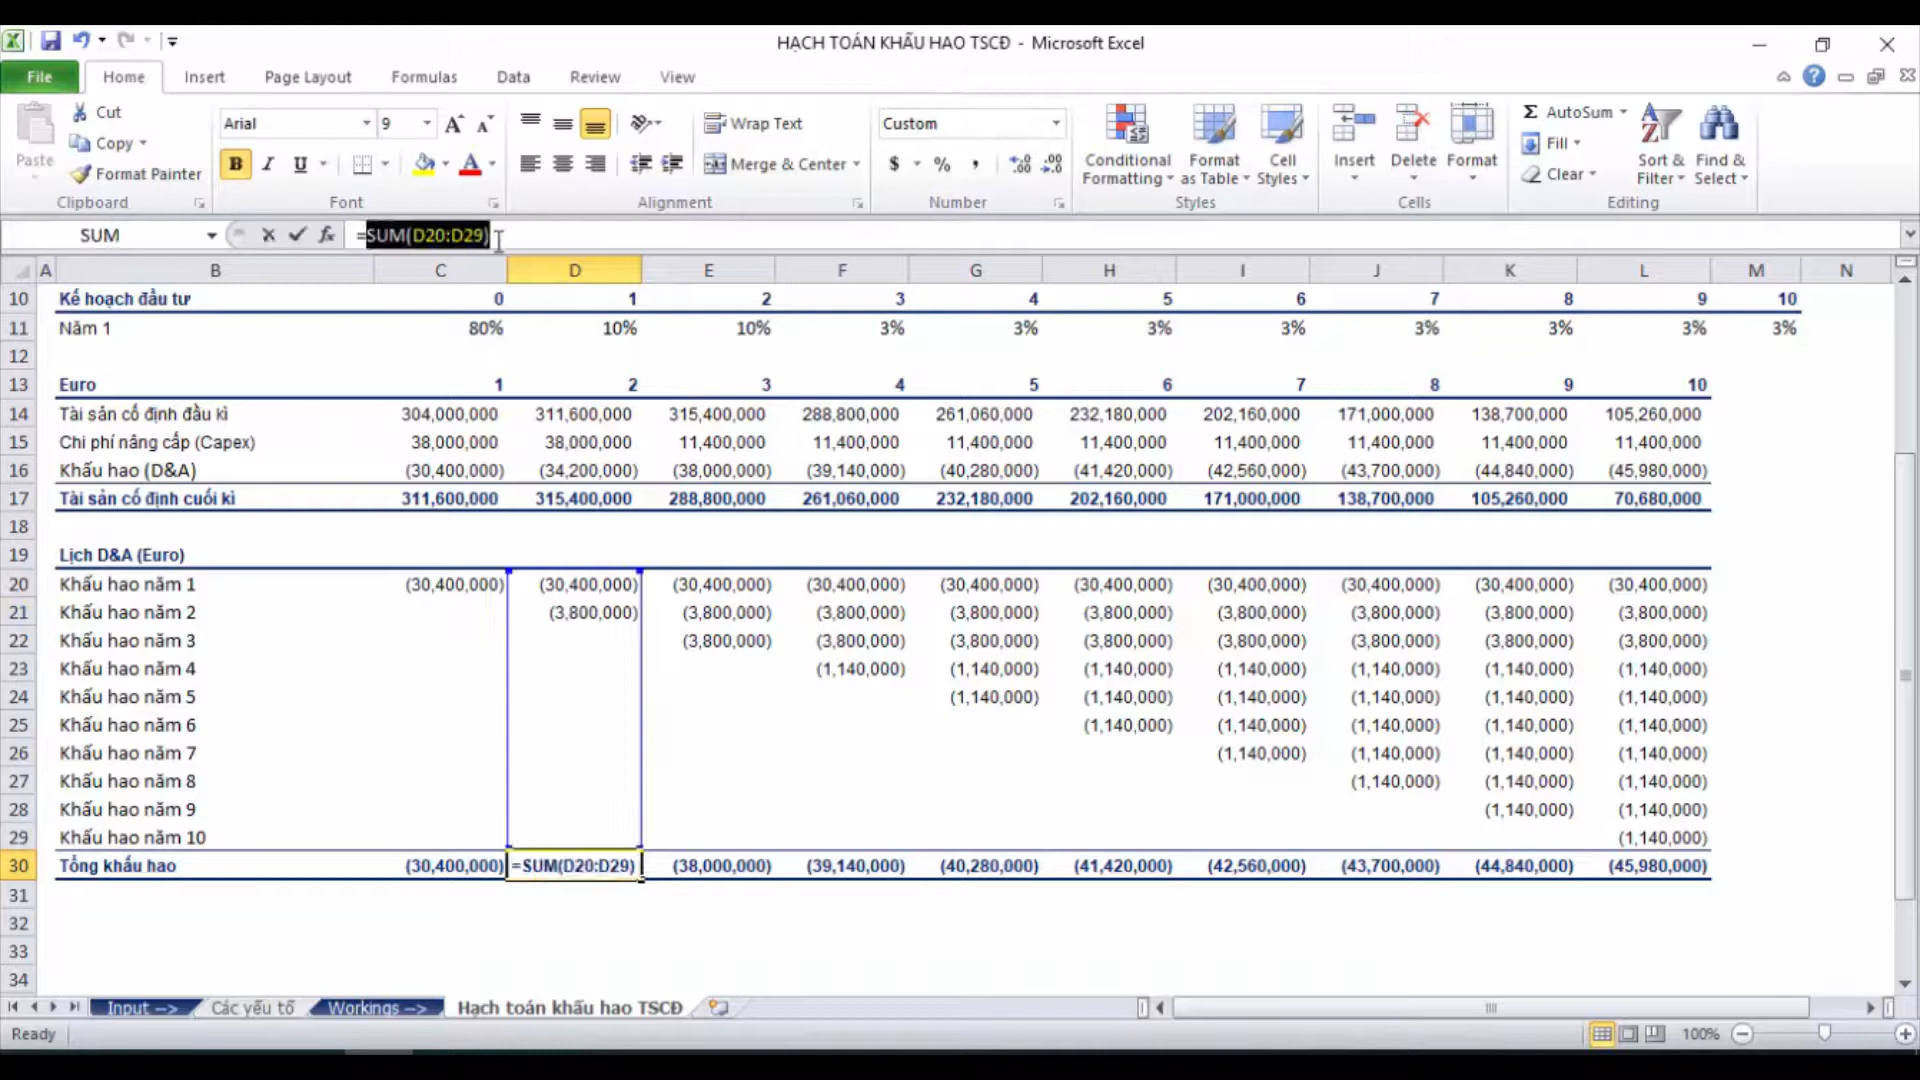 HẠCH TOÁN KHẤU HAO TSCĐ - Microsoft Excel
File Home Insert Page Layout Formulas Data Review View
Paste Cut Copy Format Painter Clipboard
Arial 9 B I U A Font
Wrap Text Merge & Center Alignment
Custom $ % , Number
Conditional Formatting Format as Table Cell Styles Styles
Insert Delete Format Cells
Σ AutoSum Fill Clear Sort & Filter Find & Select Editing
SUM fx =SUM(D20:D29)
A B C D E F G H I J K L M N
10 Kế hoạch đầu tư 0 1 2 3 4 5 6 7 8 9 10
11 Năm 1 80% 10% 10% 3% 3% 3% 3% 3% 3% 3% 3%
12
13 Euro 1 2 3 4 5 6 7 8 9 10
14 Tài sản cố định đầu kì 304,000,000 311,600,000 315,400,000 288,800,000 261,060,000 232,180,000 202,160,000 171,000,000 138,700,000 105,260,000
15 Chi phí nâng cấp (Capex) 38,000,000 38,000,000 11,400,000 11,400,000 11,400,000 11,400,000 11,400,000 11,400,000 11,400,000 11,400,000
16 Khấu hao (D&A) (30,400,000) (34,200,000) (38,000,000) (39,140,000) (40,280,000) (41,420,000) (42,560,000) (43,700,000) (44,840,000) (45,980,000)
17 Tài sản cố định cuối kì 311,600,000 315,400,000 288,800,000 261,060,000 232,180,000 202,160,000 171,000,000 138,700,000 105,260,000 70,680,000
18
19 Lịch D&A (Euro)
20 Khấu hao năm 1 (30,400,000) (30,400,000) (30,400,000) (30,400,000) (30,400,000) (30,400,000) (30,400,000) (30,400,000) (30,400,000) (30,400,000)
21 Khấu hao năm 2 (3,800,000) (3,800,000) (3,800,000) (3,800,000) (3,800,000) (3,800,000) (3,800,000) (3,800,000) (3,800,000)
22 Khấu hao năm 3 (3,800,000) (3,800,000) (3,800,000) (3,800,000) (3,800,000) (3,800,000) (3,800,000) (3,800,000)
23 Khấu hao năm 4 (1,140,000) (1,140,000) (1,140,000) (1,140,000) (1,140,000) (1,140,000) (1,140,000)
24 Khấu hao năm 5 (1,140,000) (1,140,000) (1,140,000) (1,140,000) (1,140,000) (1,140,000)
25 Khấu hao năm 6 (1,140,000) (1,140,000) (1,140,000) (1,140,000) (1,140,000)
26 Khấu hao năm 7 (1,140,000) (1,140,000) (1,140,000) (1,140,000)
27 Khấu hao năm 8 (1,140,000) (1,140,000) (1,140,000)
28 Khấu hao năm 9 (1,140,000) (1,140,000)
29 Khấu hao năm 10 (1,140,000)
30 Tổng khấu hao (30,400,000) =SUM(D20:D29) (38,000,000) (39,140,000) (40,280,000) (41,420,000) (42,560,000) (43,700,000) (44,840,000) (45,980,000)
31
32
33
34
Input --> Các yếu tố Workings --> Hạch toán khấu hao TSCĐ
Ready 100%